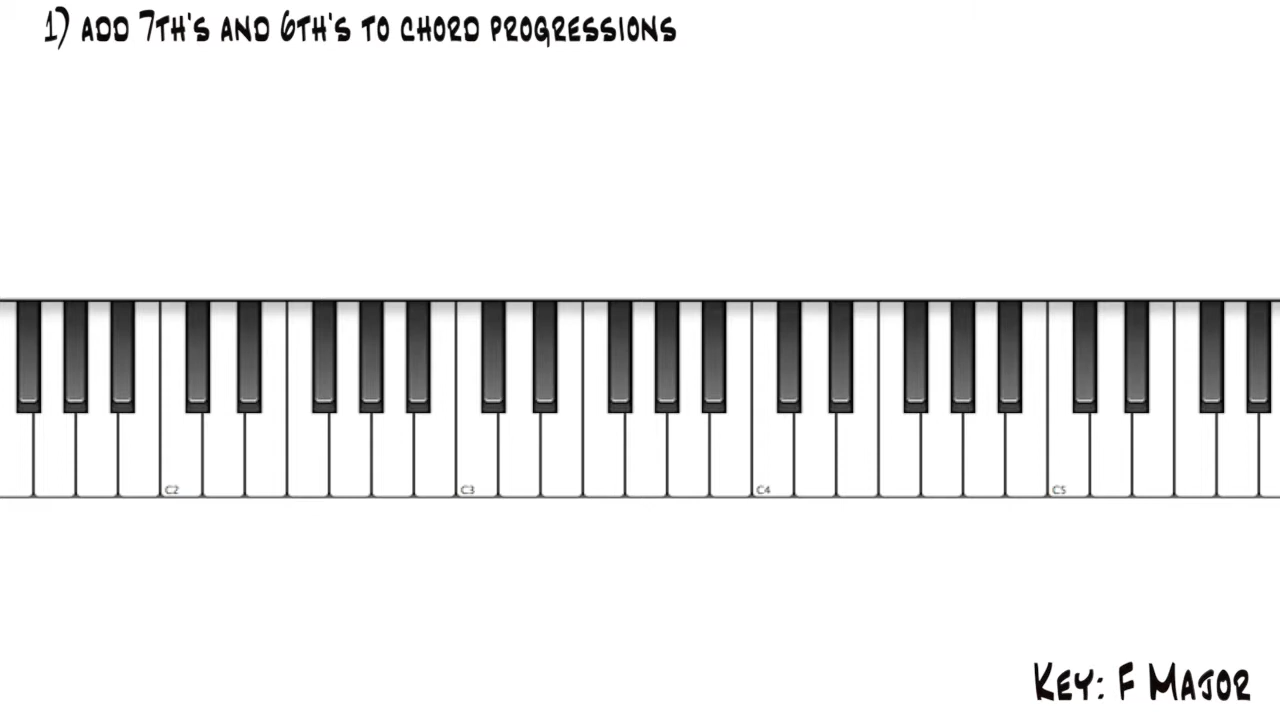 1) ADD 7TH'S AND 6TH'S TO CHORD PROGRESSIONS
C2 C3 C4 C5
KEY: F MAJOR